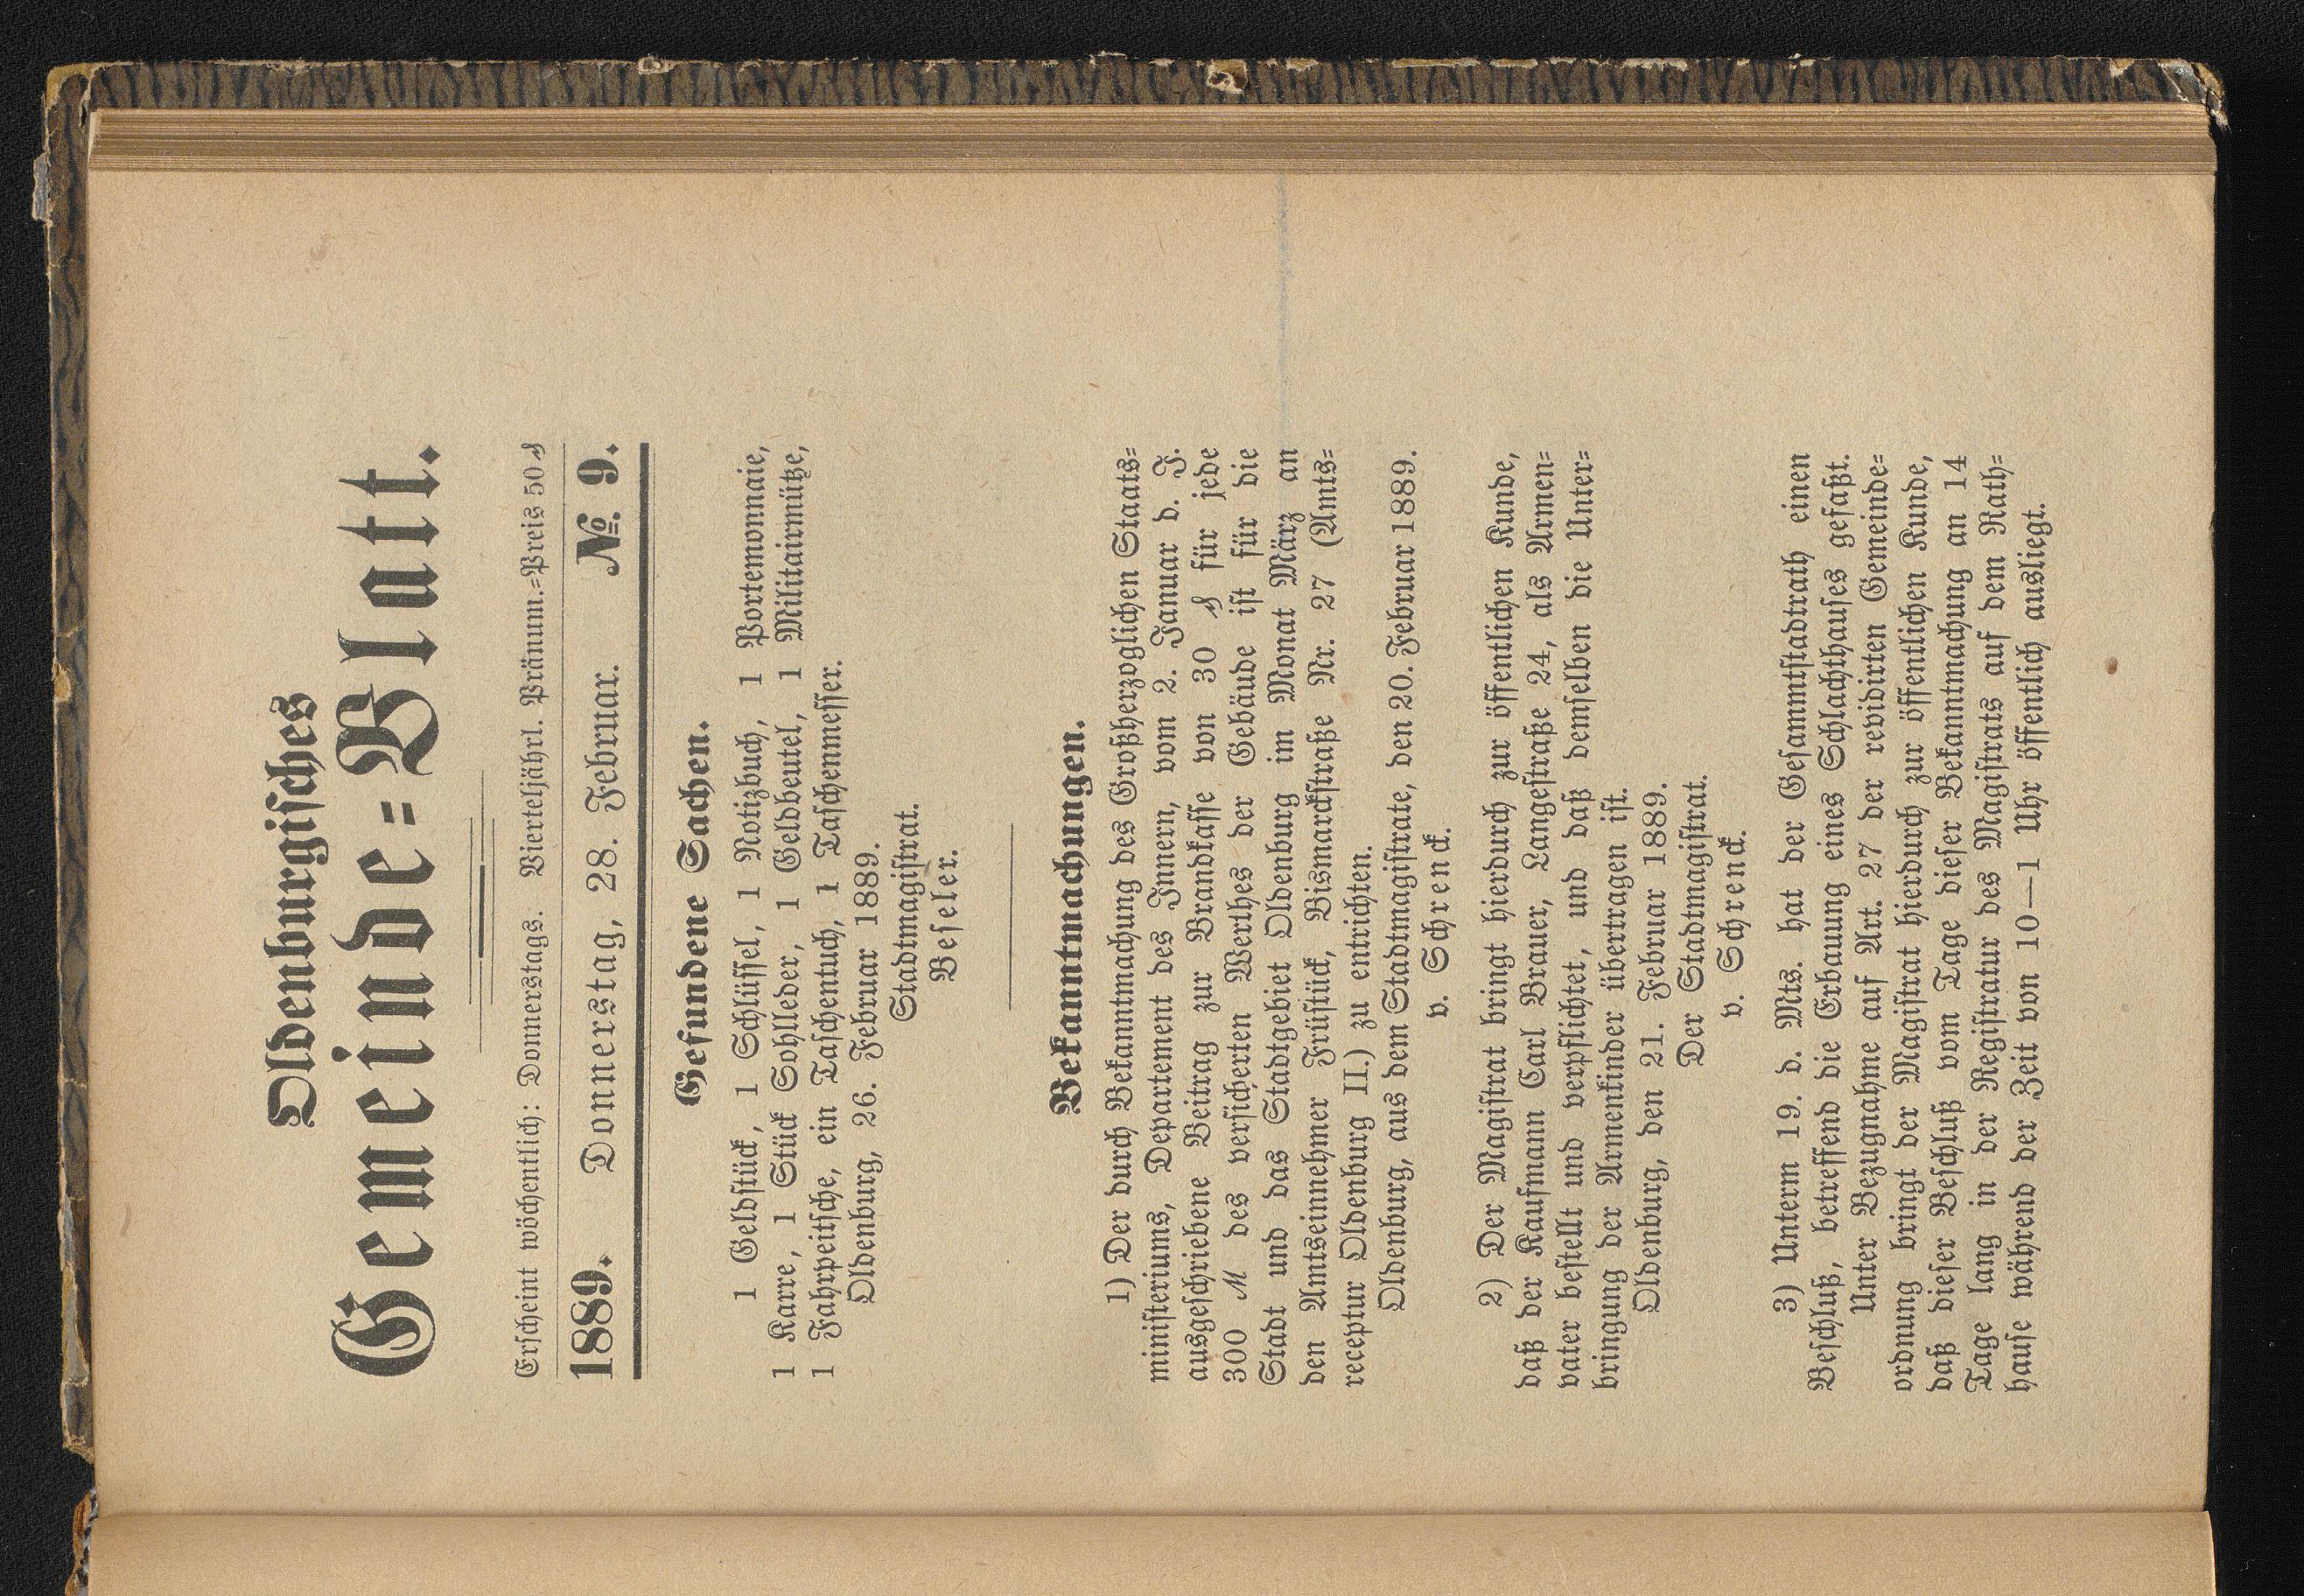 Oldenburgisches
Gemeinde=Blatt.
Erscheint wöchentlich: Donnerstags. Vierteljährl. Pränum.=Preis 50 ₰
1889. Donnerstag, 28. Februar. № 9.
Gefundene Sachen.
1 Geldstück, 1 Schlüssel, 1 Notizbuch, 1 Portemonnaie,
1 Karre, 1 Stück Sohlleder, 1 Geldbeutel, 1 Militairmütze,
1 Fahrpeitsche, ein Taschentuch, 1 Taschenmesser.
Oldenburg, 26. Februar 1889.
Stadtmagistrat.
Beseler.
Bekanntmachungen.
1) Der durch Bekanntmachung des Großherzoglichen Staats=
ministeriums, Departement des Innern, vom 2. Januar d. J.
ausgeschriebene Beitrag zur Brandkasse von 30 ₰ für jede
300 ℳ des versicherten Werthes der Gebäude ist für die
Stadt und das Stadtgebiet Oldenburg im Monat März an
den Amtseinnehmer Früstück, Bismarckstraße Nr. 27 (Amts=
receptur Oldenburg II.) zu entrichten.
Oldenburg, aus dem Stadtmagistrate, den 20. Februar 1889.
v. Schrenck.
2) Der Magistrat bringt hierdurch zur öffentlichen Kunde,
daß der Kaufmann Carl Brauer, Langestraße 24, als Armen=
vater bestellt und verpflichtet, und daß demselben die Unter=
bringung der Armenkinder übertragen ist.
Oldenburg, den 21. Februar 1889.
Der Stadtmagistrat.
v. Schrenck.
3) Unterm 19. d. Mts. hat der Gesammtstadtrath einen
Beschluß, betreffend die Erbauung eines Schlachthauses gefaßt.
Unter Bezugnahme auf Art. 27 der revidirten Gemeinde=
ordnung bringt der Magistrat hierdurch zur öffentlichen Kunde,
daß dieser Beschluß vom Tage dieser Bekanntmachung an 14
Tage lang in der Registratur des Magistrats auf dem Rath=
hause während der Zeit von 10—1 Uhr öffentlich ausliegt.